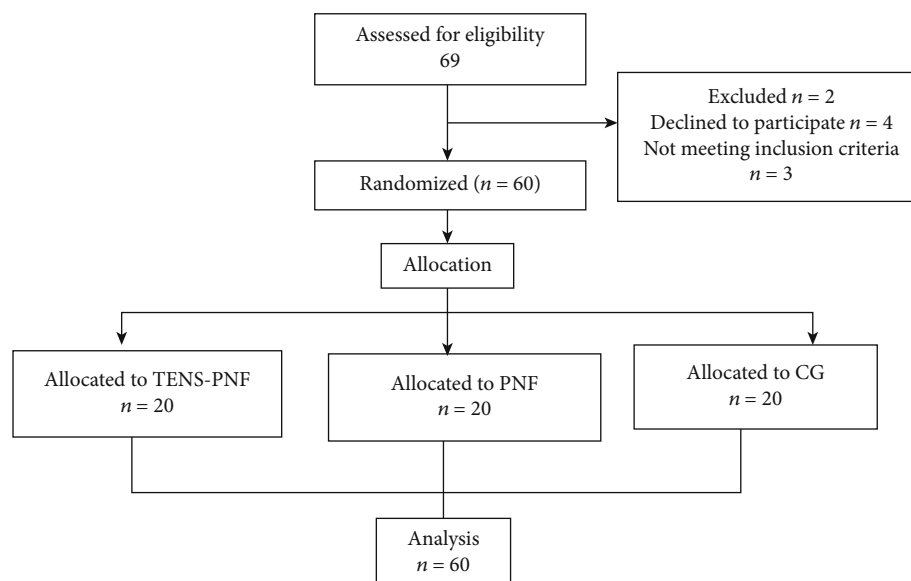 Assessed for eligibility
69
Excluded n = 2
Declined to participate n = 4
Not meeting inclusion criteria
n = 3
Randomized (n = 60)
Allocation
Allocated to TENS-PNF
n = 20
Allocated to PNF
n = 20
Allocated to CG
n = 20
Analysis
n = 60